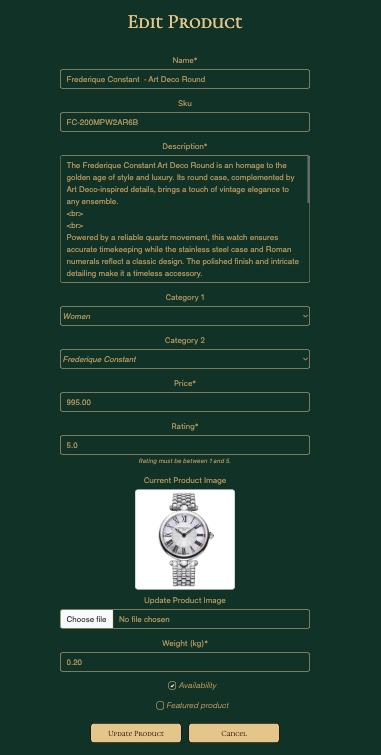 Edit Product
Name*
Frederique Constant - Art Deco Round
Sku
FC-200MPW2AR6B
Description*
The Frederique Constant Art Deco Round is an homage to the
golden age of style and luxury. Its round case, complemented by
Art Deco-inspired details, brings a touch of vintage elegance to
any ensemble.
<br>
<br>
Powered by a reliable quartz movement, this watch ensures
accurate timekeeping while the stainless steel case and Roman
numerals reflect a classic design. The polished finish and intricate
detailing make it a timeless accessory.
Category 1
Women
Category 2
Frederique Constant
Price*
995.00
Rating*
5.0
Rating must be between 1 and 5.
Current Product Image
Update Product Image
Choose file No file chosen
Weight (kg)*
0.20
Availability
Featured product
Update Product Cancel